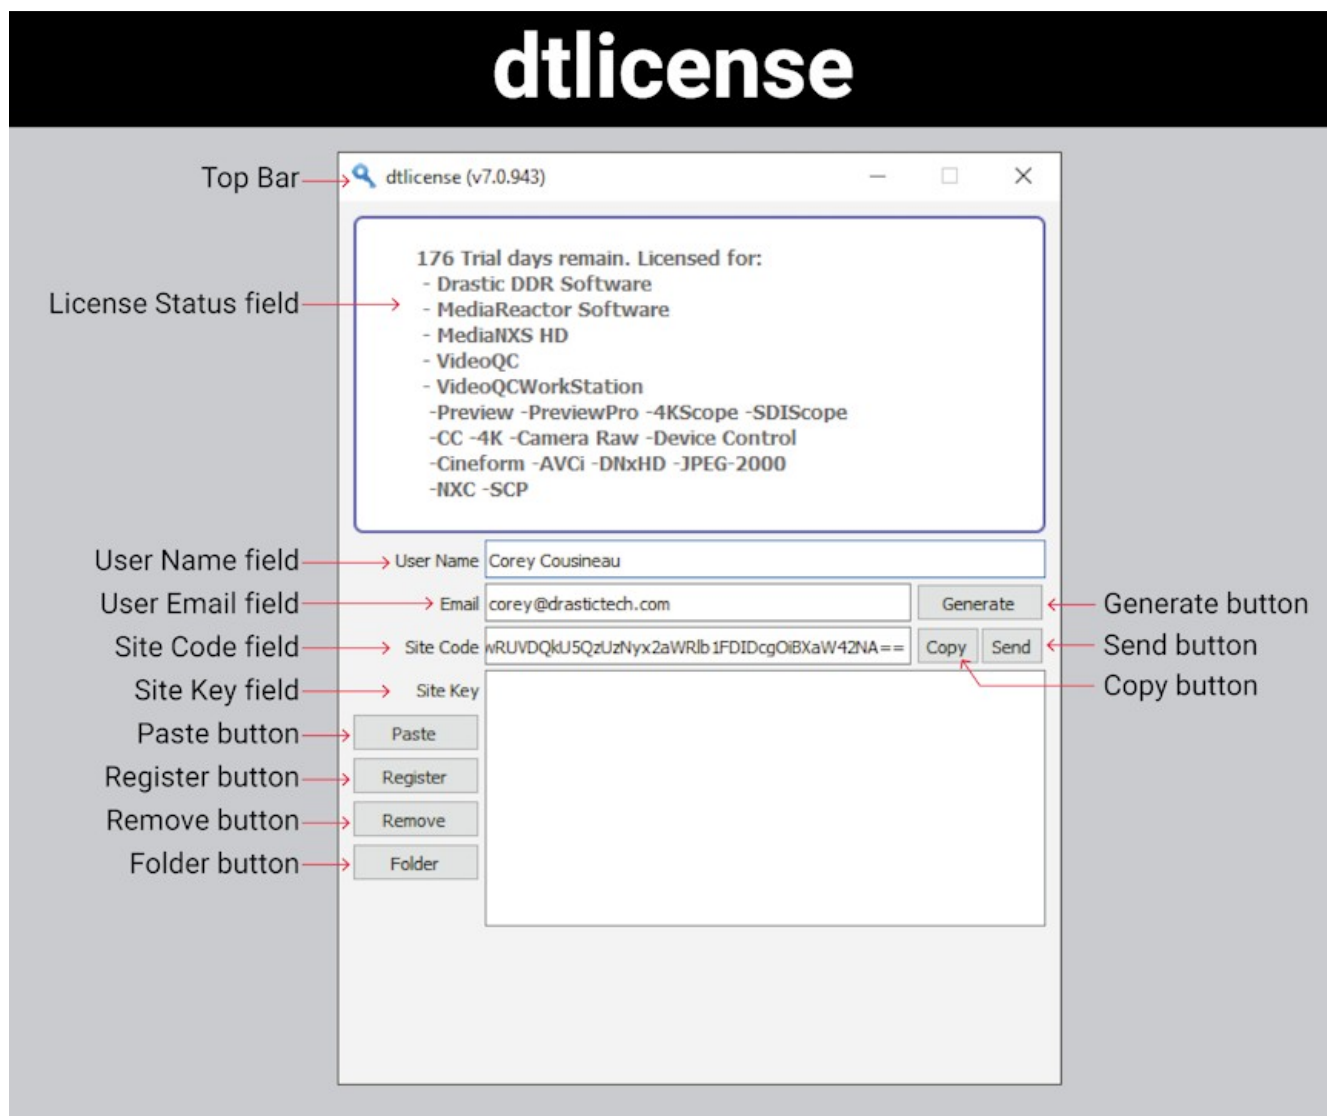 dtlicense
Top Bar
dtlicense (v7.0.943)
License Status field
176 Trial days remain. Licensed for:
- Drastic DDR Software
- MediaReactor Software
- MediaNXS HD
- VideoQC
- VideoQCWorkStation
-Preview -PreviewPro -4KScope -SDIScope
-CC -4K -Camera Raw -Device Control
-Cineform -AVCi -DNxHD -JPEG-2000
-NXC -SCP
User Name field
User Name
Corey Cousineau
User Email field
Email
corey@drastictech.com
Generate
Generate button
Site Code field
Site Code
Copy
Send
Send button
Site Key field
Site Key
Copy button
Paste button
Paste
Register button
Register
Remove button
Remove
Folder button
Folder